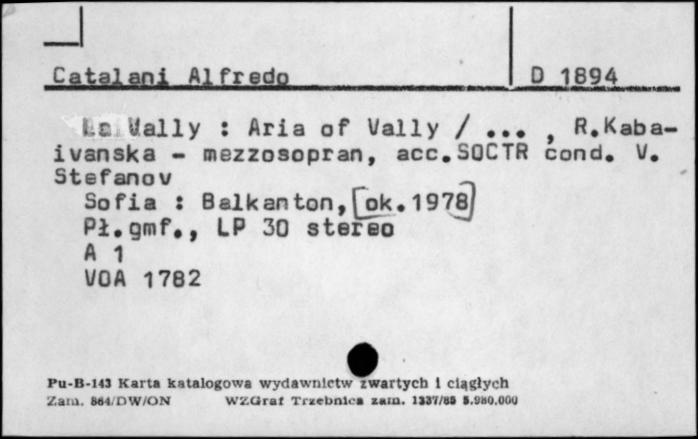 Catalani Alfredo D 1894
La Wally : Aria of Vally / ... , R.Kaba-
ivanska - mezzosopran, acc.SOCTR cond. V.
Stefanov
Sofia : Balkanton, [ok.1978]
Pł.gmf., LP 30 stereo
A 1
VOA 1782
Pu-B-143 Karta katalogowa wydawnictw zwartych i ciągłych
Zam. 864/DW/ON WZGraf Trzebnica zam. 1337/85 5.980.000